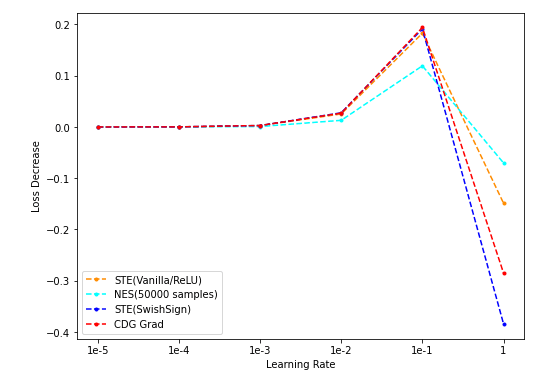 0.2
0.1
0.0
−0.1
−0.2
−0.3
−0.4
Loss Decrease
STE(Vanilla/ReLU)
NES(50000 samples)
STE(SwishSign)
CDG Grad
1e-5 1e-4 1e-3 1e-2 1e-1 1
Learning Rate